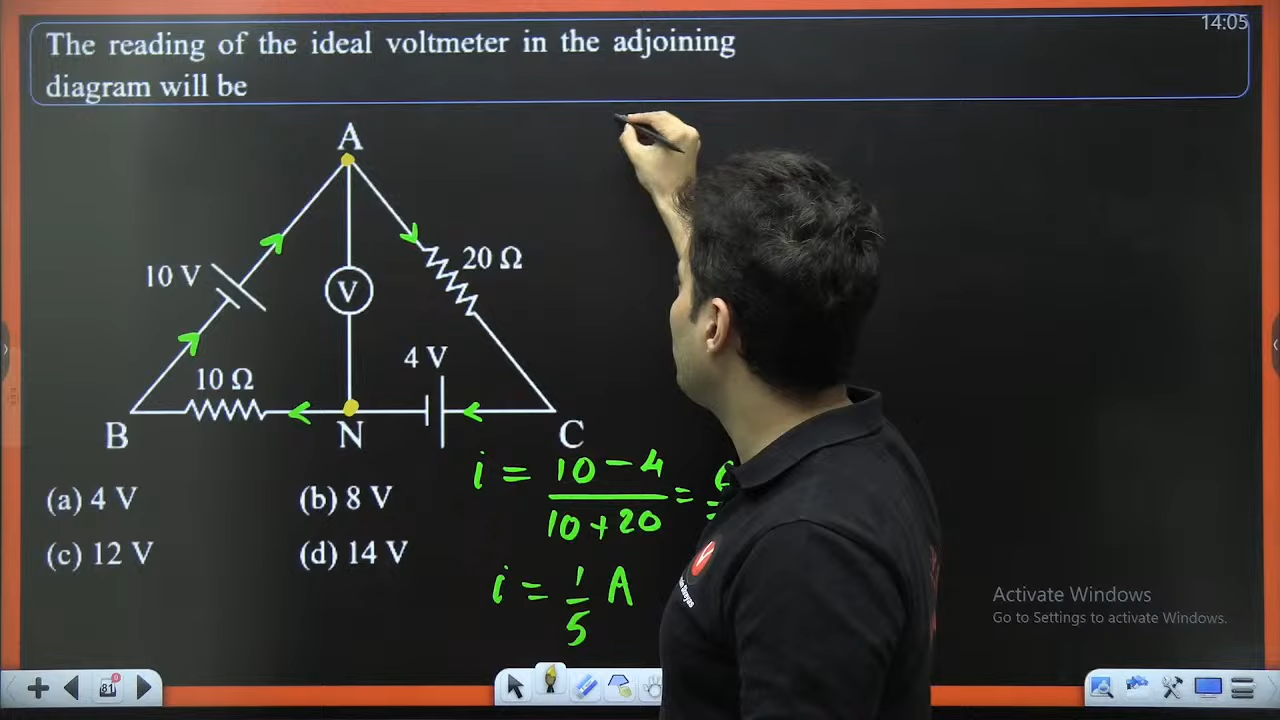 14:05
The reading of the ideal voltmeter in the adjoining
diagram will be
A
10 V
V
20 Ω
4 V
10 Ω
B
N
C
i = 10 - 4 / 10 + 20 =
i = 1/5 A
(a) 4 V (b) 8 V
(c) 12 V (d) 14 V
Activate Windows
Go to Settings to activate Windows.
81